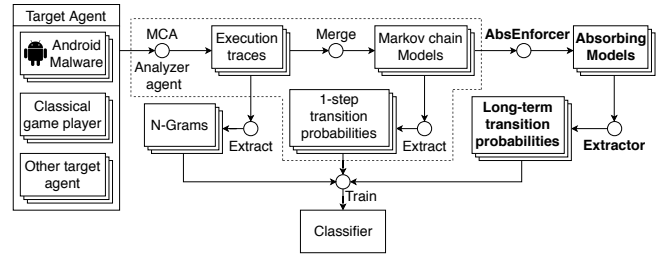 Target Agent
Android
Malware
Classical
game player
Other target
agent
MCA
Analyzer
agent
Execution
traces
Merge
Markov chain
Models
AbsEnforcer
Absorbing
Models
N-Grams
Extract
1-step
transition
probabilities
Extract
Long-term
transition
probabilities
Extractor
Train
Classifier